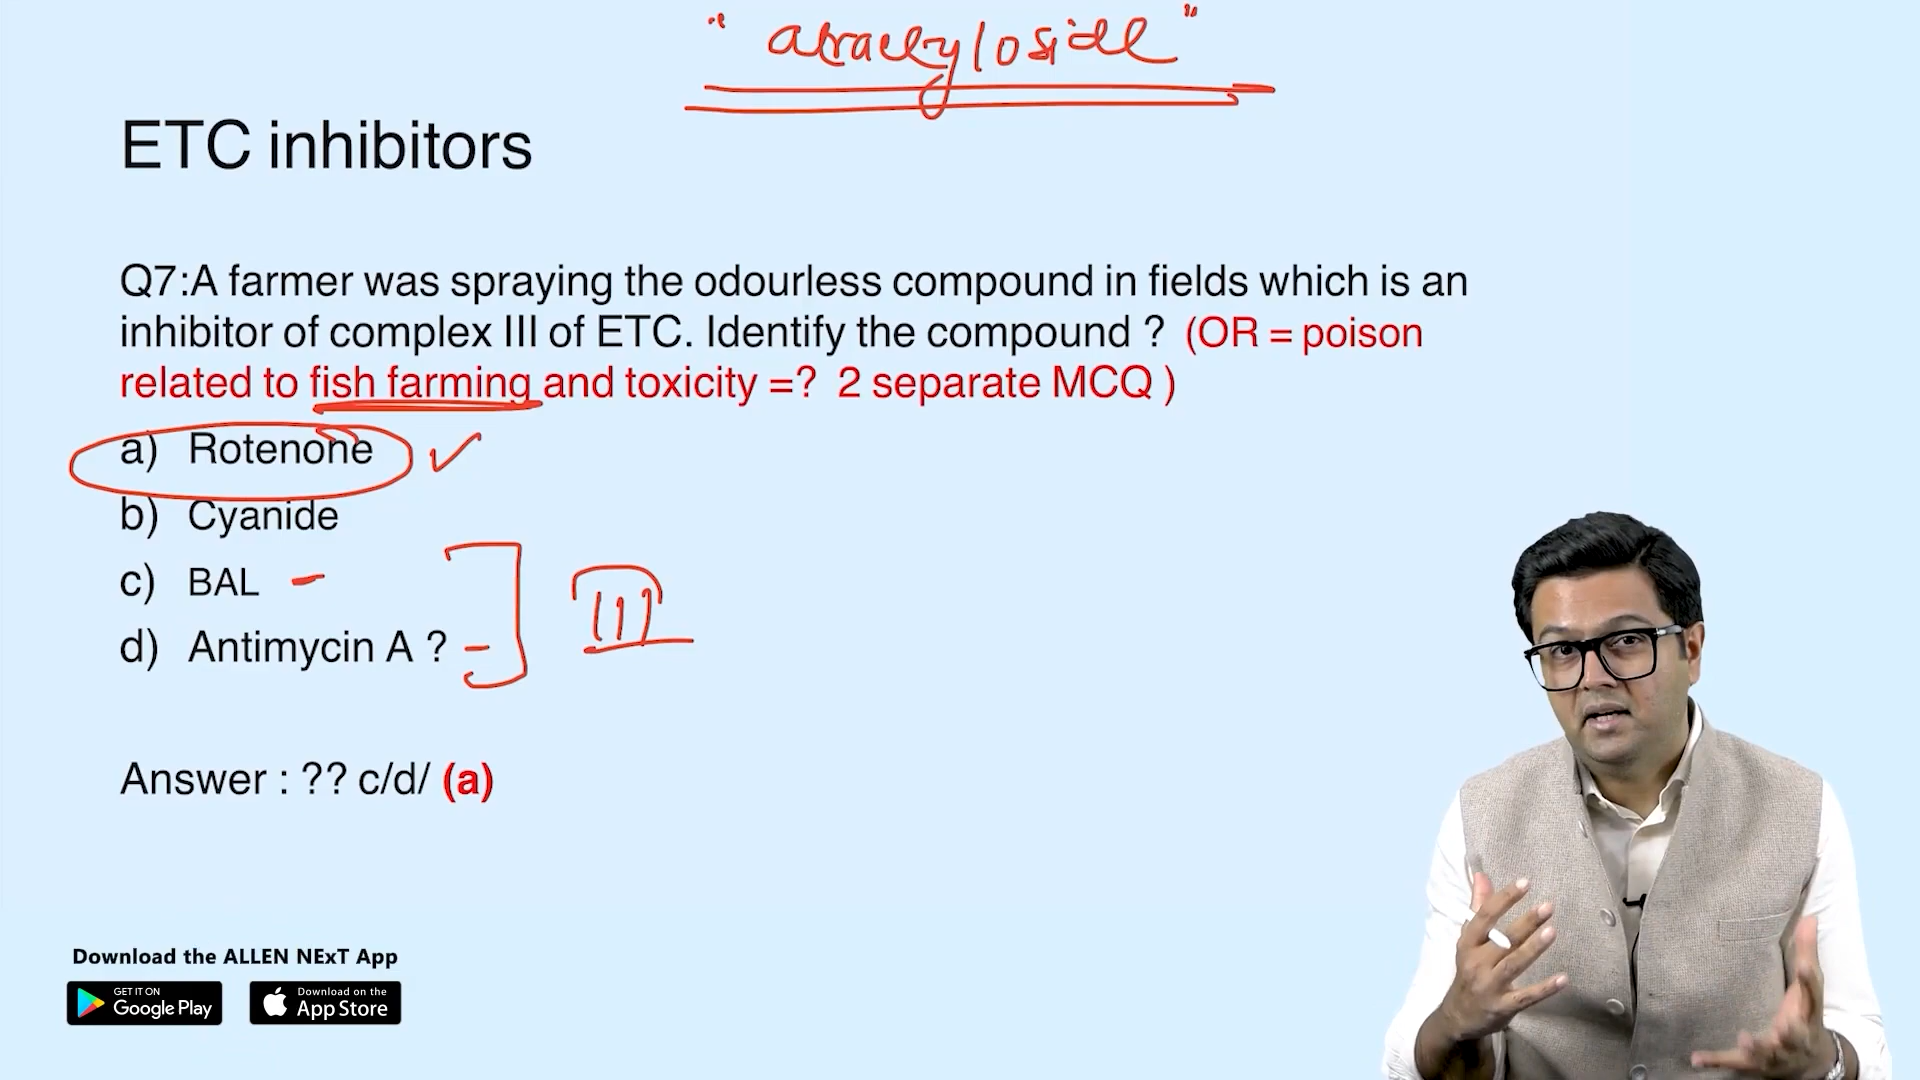 " atractyloside "
ETC inhibitors
Q7:A farmer was spraying the odourless compound in fields which is an
inhibitor of complex III of ETC. Identify the compound ? (OR = poison
related to fish farming and toxicity =? 2 separate MCQ )
a) Rotenone
b) Cyanide
c) BAL
d) Antimycin A ?
III
Answer : ?? c/d/ (a)
Download the ALLEN NExT App
GET IT ON
Google Play
Download on the
App Store